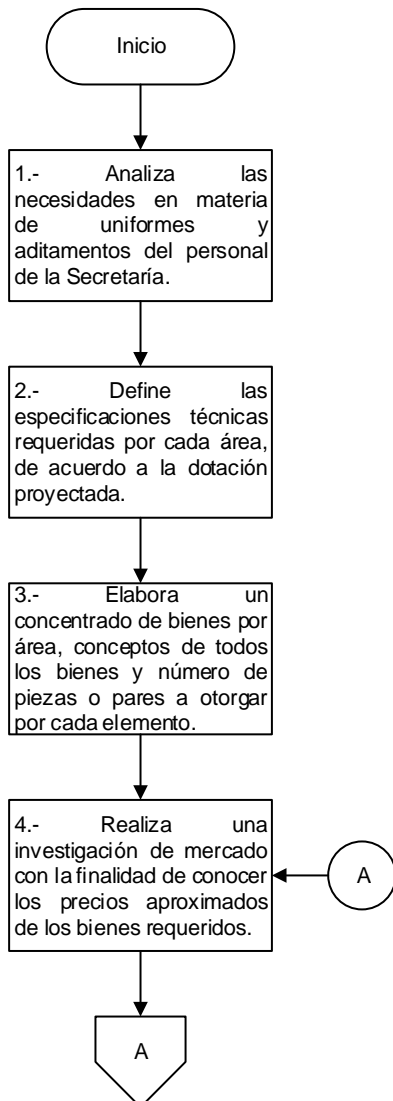 Inicio
1.- Analiza las
necesidades en materia
de uniformes y
aditamentos del personal
de la Secretaría.
2.- Define las
especificaciones técnicas
requeridas por cada área,
de acuerdo a la dotación
proyectada.
3.- Elabora un
concentrado de bienes por
área, conceptos de todos
los bienes y número de
piezas o pares a otorgar
por cada elemento.
4.- Realiza una
investigación de mercado
con la finalidad de conocer
los precios aproximados
de los bienes requeridos.
A
A